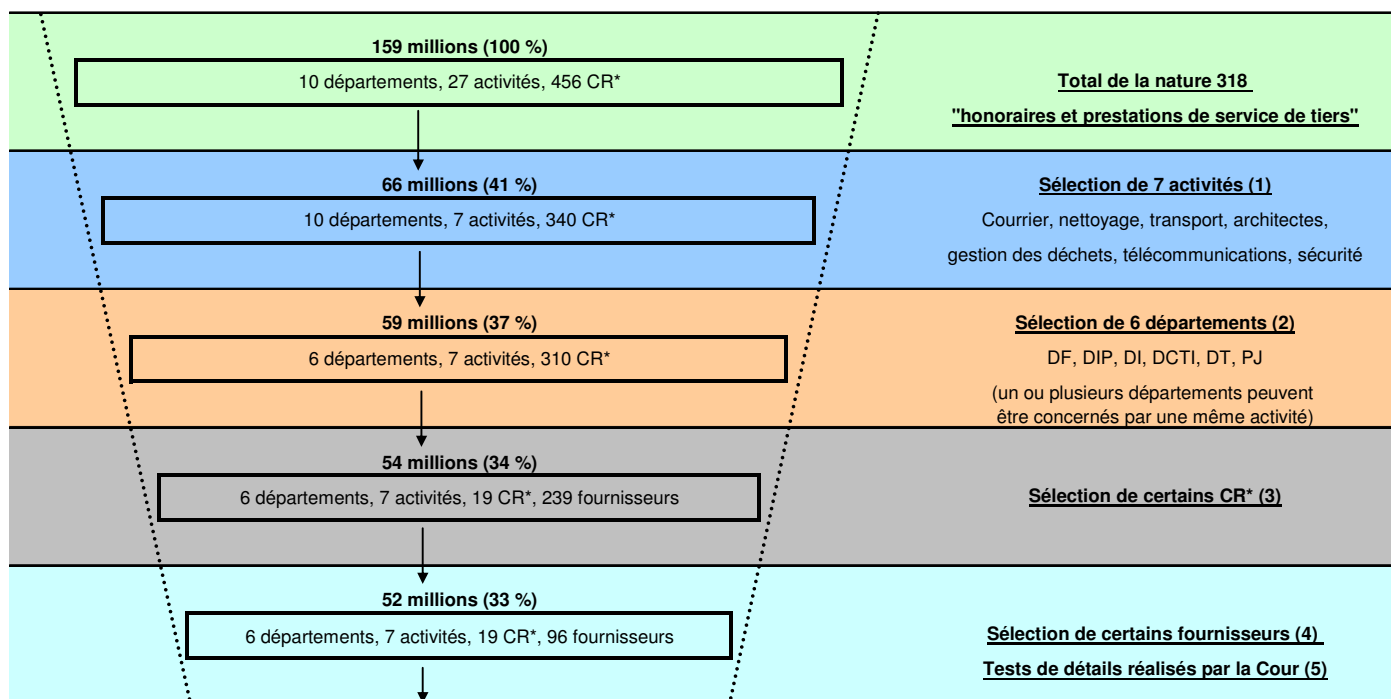 159 millions (100 %)
10 départements, 27 activités, 456 CR*
Total de la nature 318
"honoraires et prestations de service de tiers"
66 millions (41 %)
10 départements, 7 activités, 340 CR*
Sélection de 7 activités (1)
Courrier, nettoyage, transport, architectes,
gestion des déchets, télécommunications, sécurité
59 millions (37 %)
6 départements, 7 activités, 310 CR*
Sélection de 6 départements (2)
DF, DIP, DI, DCTI, DT, PJ
(un ou plusieurs départements peuvent
être concernés par une même activité)
54 millions (34 %)
6 départements, 7 activités, 19 CR*, 239 fournisseurs
Sélection de certains CR* (3)
52 millions (33 %)
6 départements, 7 activités, 19 CR*, 96 fournisseurs
Sélection de certains fournisseurs (4)
Tests de détails réalisés par la Cour (5)